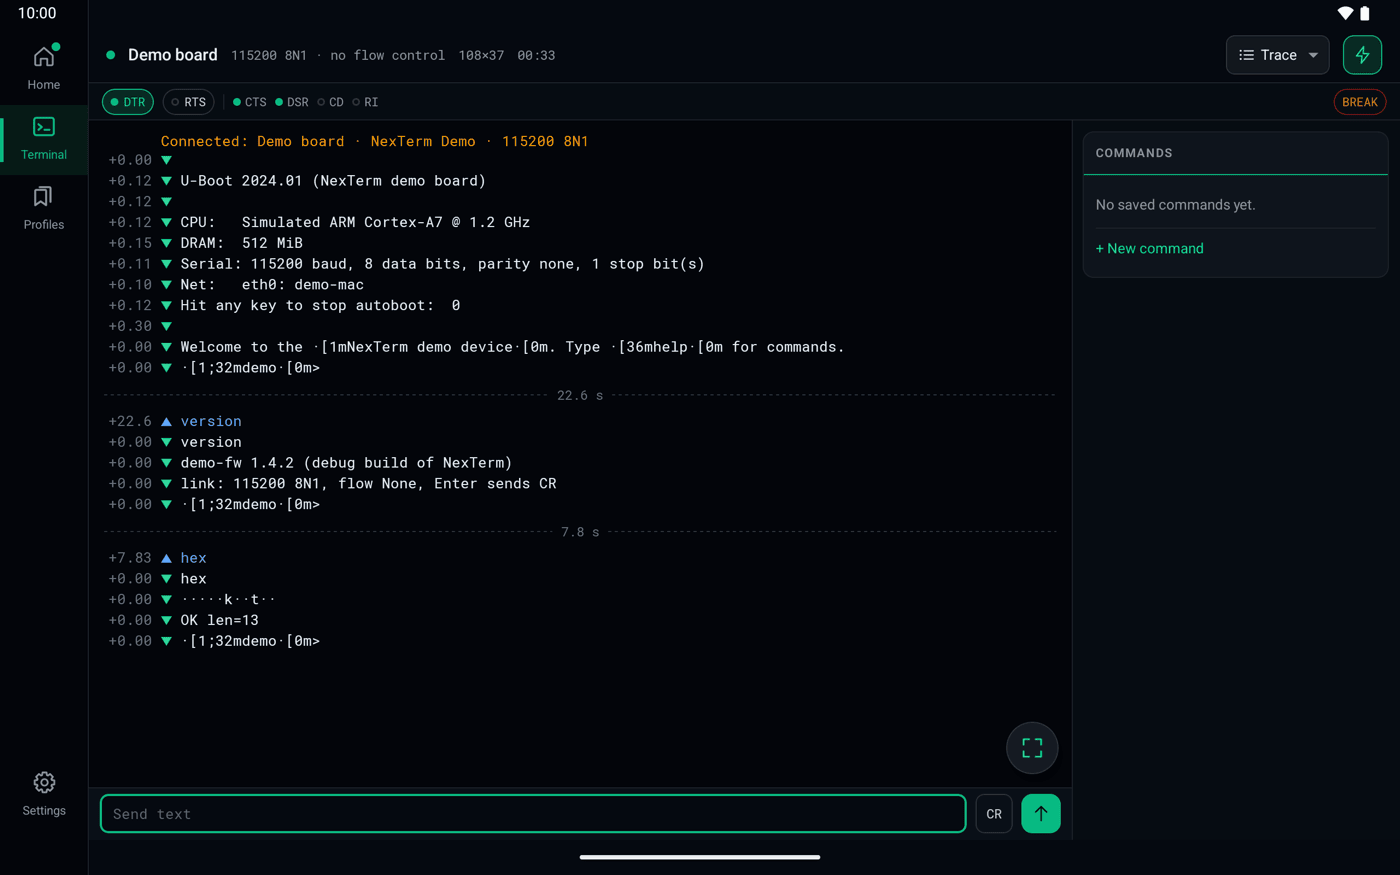 10:00
Home
Terminal
Profiles
Settings
Demo board 115200 8N1 · no flow control 108×37 00:33
Trace
DTR RTS CTS DSR CD RI
BREAK
Connected: Demo board · NexTerm Demo · 115200 8N1
+0.00 ▼
+0.12 ▼ U-Boot 2024.01 (NexTerm demo board)
+0.12 ▼
+0.12 ▼ CPU:   Simulated ARM Cortex-A7 @ 1.2 GHz
+0.15 ▼ DRAM:  512 MiB
+0.11 ▼ Serial: 115200 baud, 8 data bits, parity none, 1 stop bit(s)
+0.10 ▼ Net:   eth0: demo-mac
+0.12 ▼ Hit any key to stop autoboot:  0
+0.30 ▼
+0.00 ▼ Welcome to the ·[1mNexTerm demo device·[0m. Type ·[36mhelp·[0m for commands.
+0.00 ▼ ·[1;32mdemo·[0m>
22.6 s
+22.6 ▲ version
+0.00 ▼ version
+0.00 ▼ demo-fw 1.4.2 (debug build of NexTerm)
+0.00 ▼ link: 115200 8N1, flow None, Enter sends CR
+0.00 ▼ ·[1;32mdemo·[0m>
7.8 s
+7.83 ▲ hex
+0.00 ▼ hex
+0.00 ▼ ·····k··t··
+0.00 ▼ OK len=13
+0.00 ▼ ·[1;32mdemo·[0m>
Send text
CR
COMMANDS
No saved commands yet.
+ New command